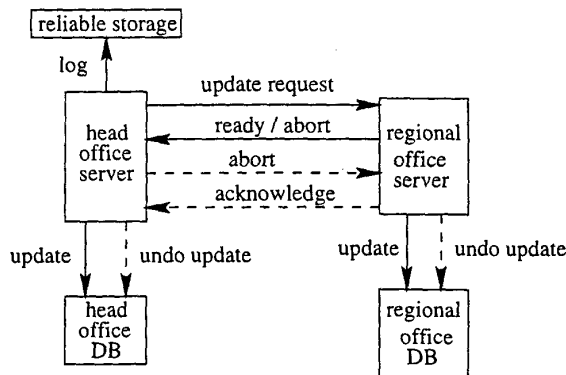 reliable storage
log
update request
head
office
server
ready / abort
regional
office
server
abort
acknowledge
update
undo update
update
undo update
head
office
DB
regional
office
DB